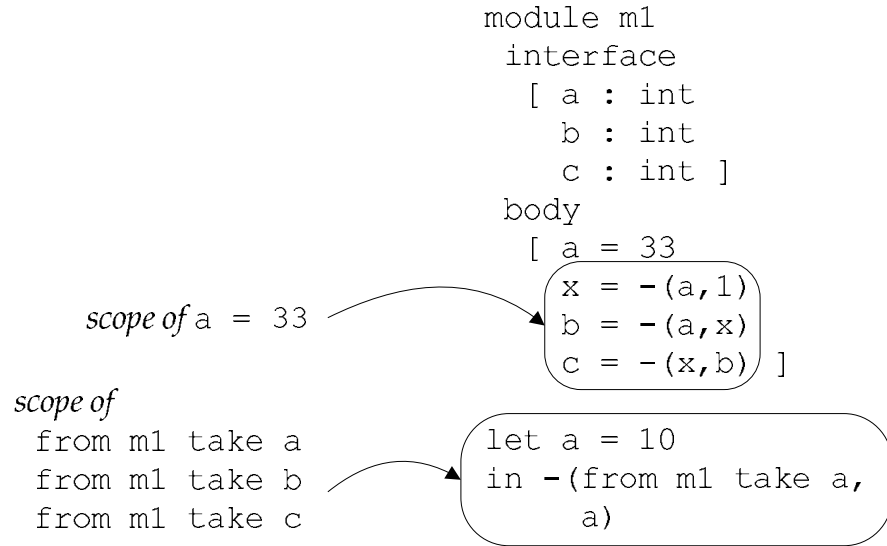 module m1
interface
[ a : int
b : int
c : int ]
body
[ a = 33
x = -(a,1)
scope of a = 33
b = -(a,x)
c = -(x,b) ]
scope of
from m1 take a
from m1 take b
from m1 take c
let a = 10
in -(from m1 take a,
a)